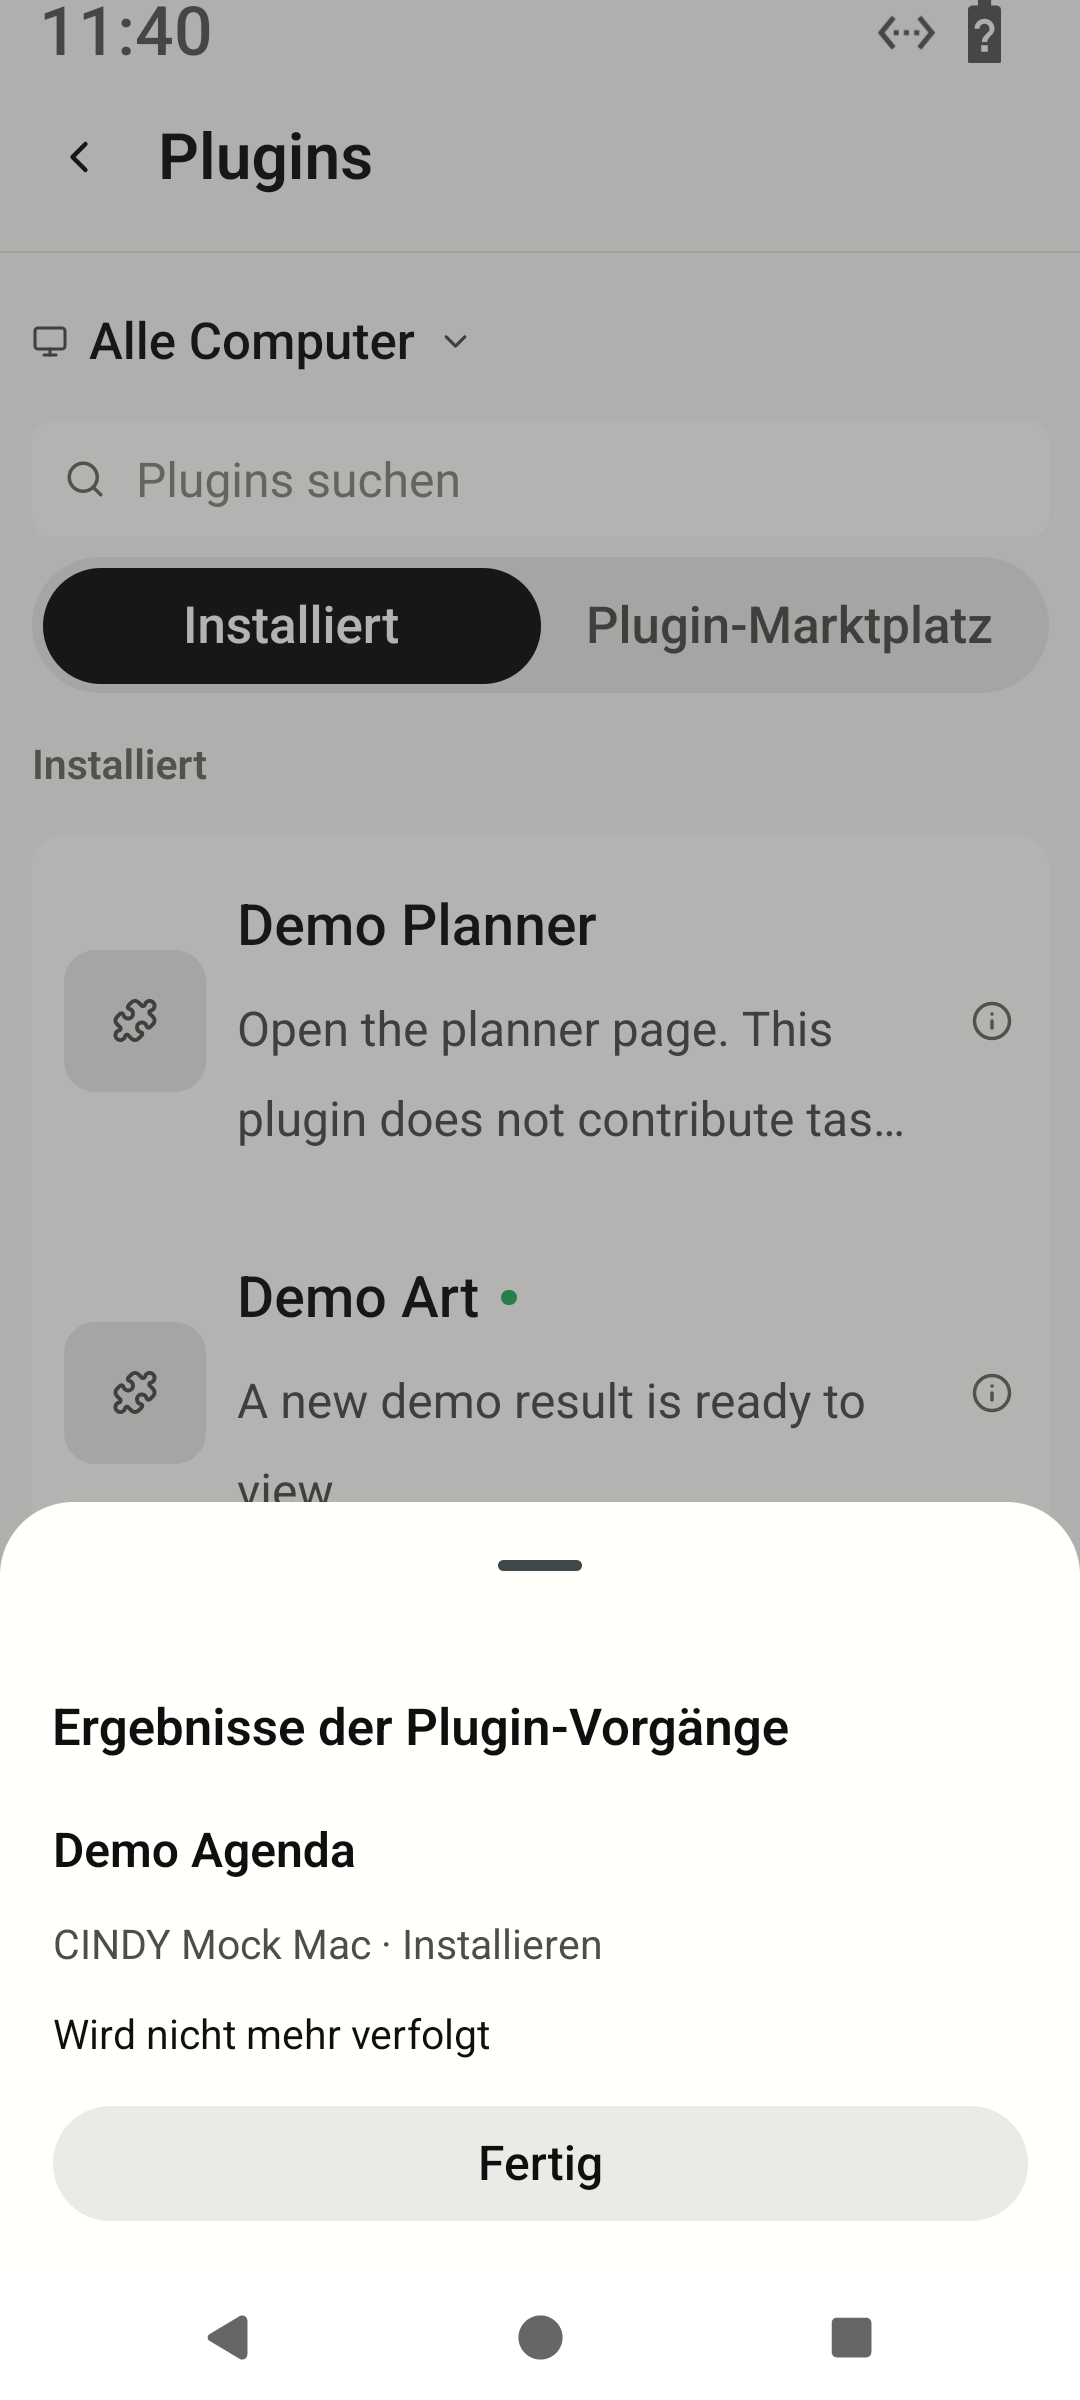 11:40
Plugins
Alle Computer
Plugins suchen
Installiert
Plugin-Marktplatz
Installiert
Demo Planner
Open the planner page. This
plugin does not contribute tas...
Demo Art
A new demo result is ready to
view
Ergebnisse der Plugin-Vorgänge
Demo Agenda
CINDY Mock Mac · Installieren
Wird nicht mehr verfolgt
Fertig